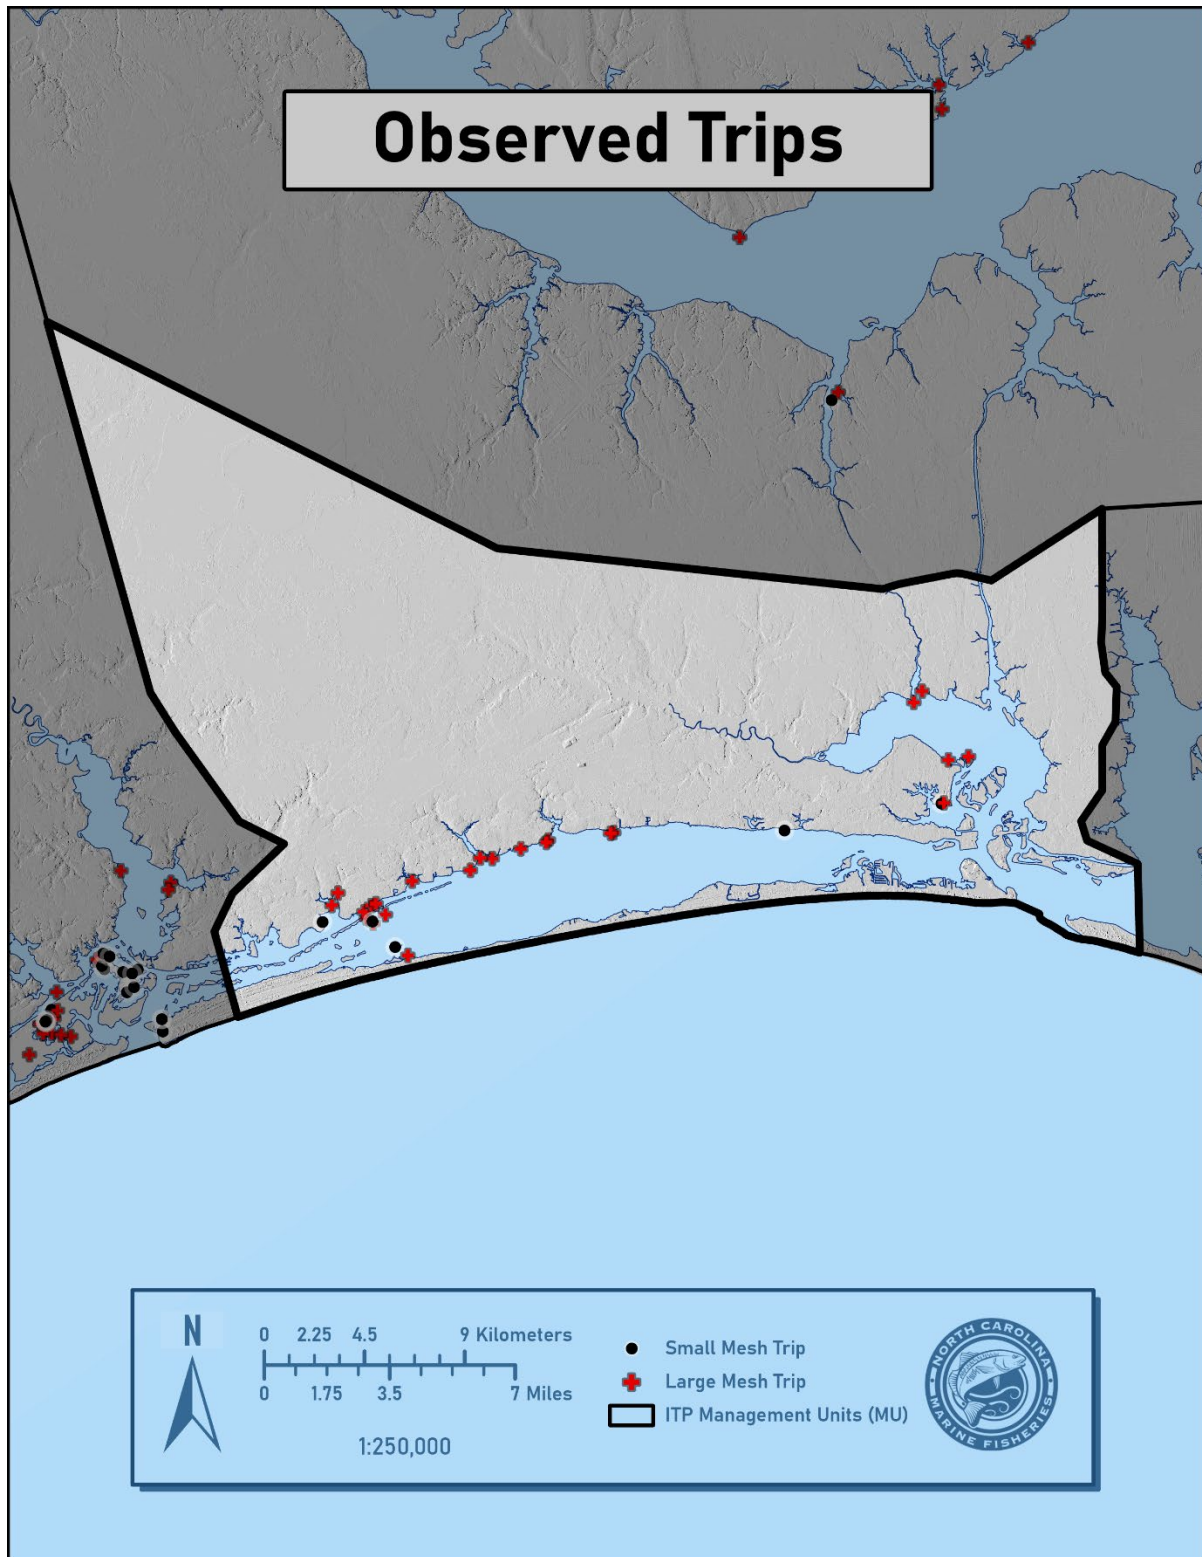 Observed Trips
N
0 2.25 4.5 9 Kilometers
0 1.75 3.5 7 Miles
1:250,000
Small Mesh Trip
Large Mesh Trip
ITP Management Units (MU)
NORTH CAROLINA
MARINE FISHERIES